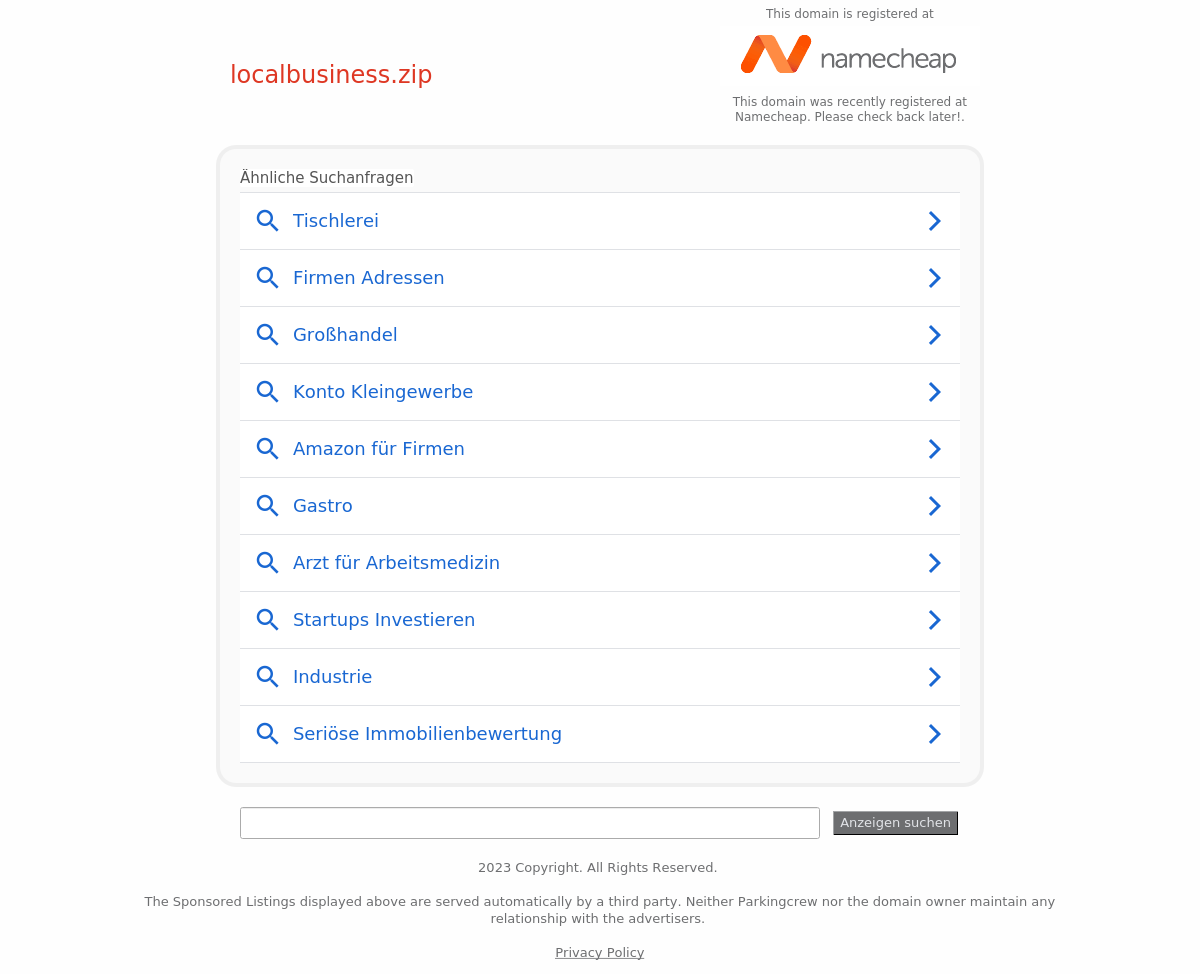 This domain is registered at
namecheap
localbusiness.zip
This domain was recently registered at
Namecheap. Please check back later!.
Ähnliche Suchanfragen
Tischlerei
Firmen Adressen
Großhandel
Konto Kleingewerbe
Amazon für Firmen
Gastro
Arzt für Arbeitsmedizin
Startups Investieren
Industrie
Seriöse Immobilienbewertung
Anzeigen suchen
2023 Copyright. All Rights Reserved.
The Sponsored Listings displayed above are served automatically by a third party. Neither Parkingcrew nor the domain owner maintain any
relationship with the advertisers.
Privacy Policy